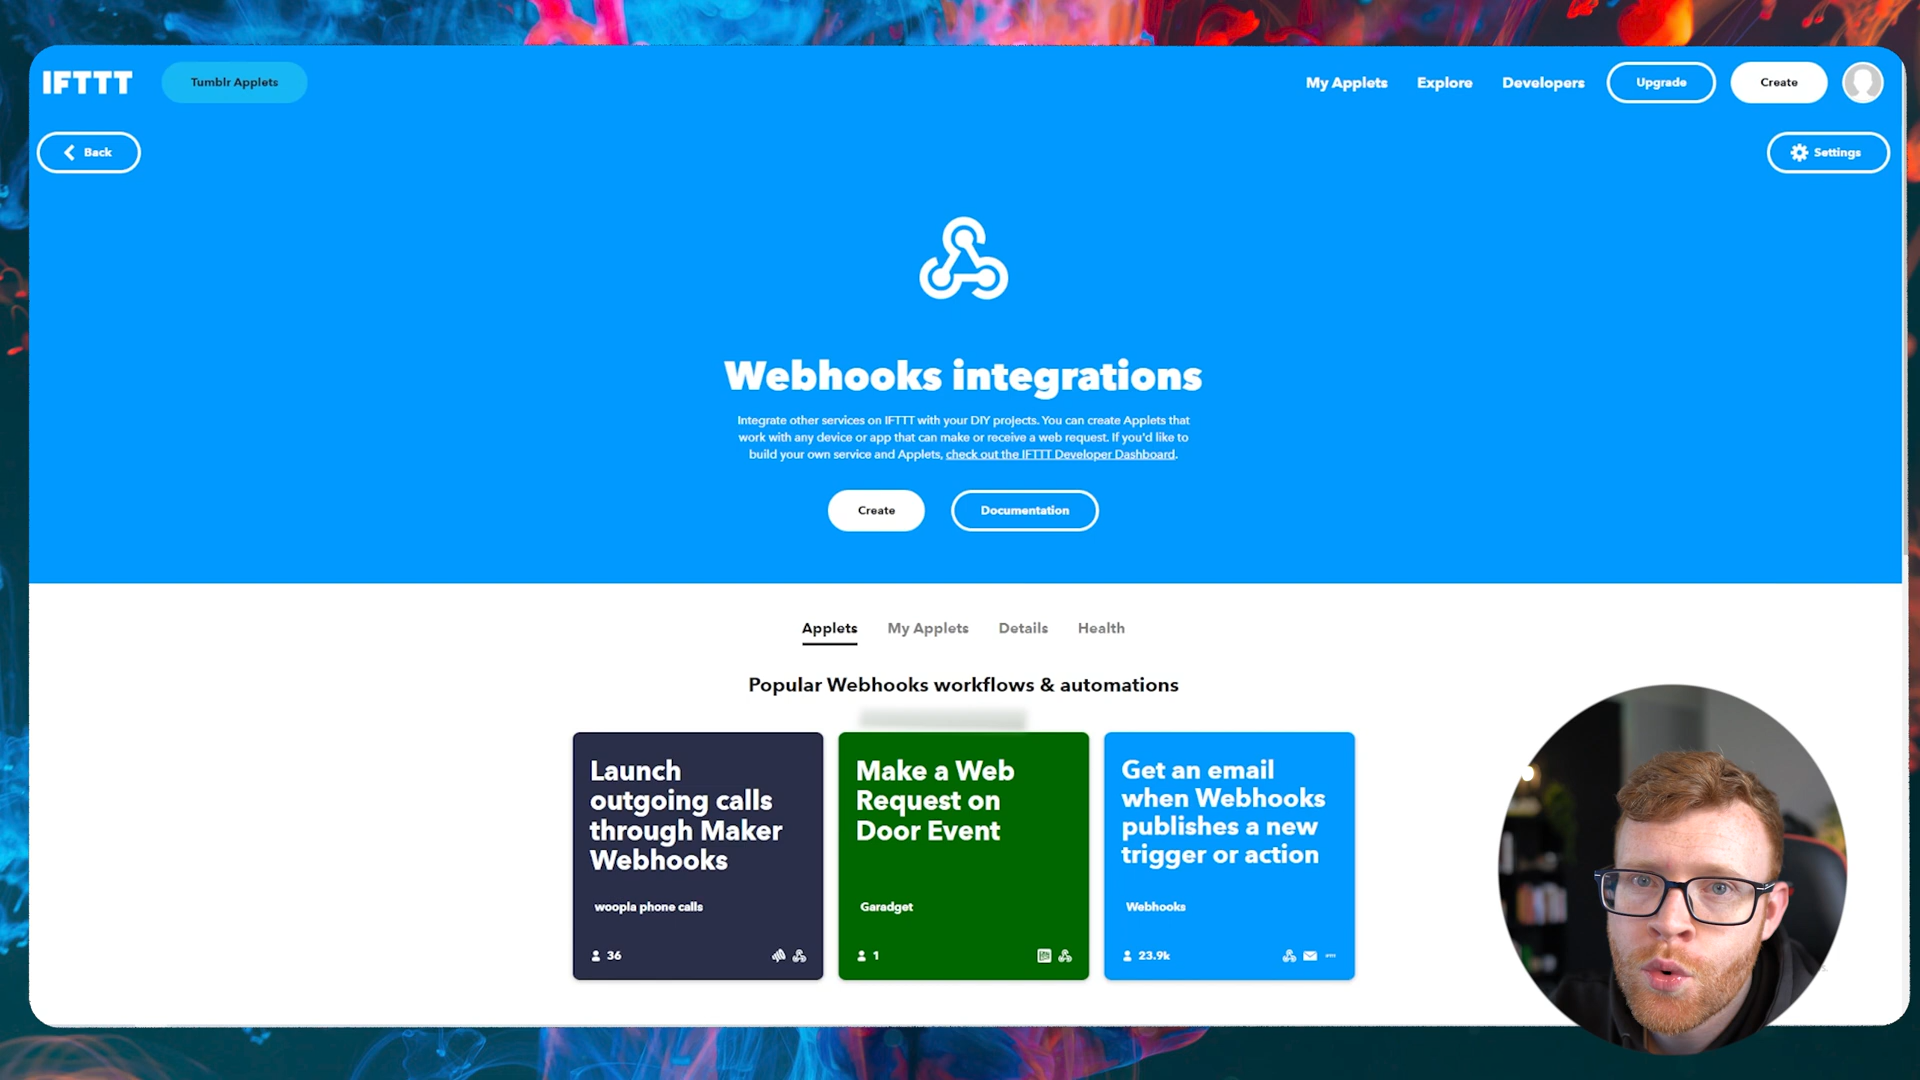 IFTTT
Tumblr Applets
My Applets
Explore
Developers
Upgrade
Create
Back
Settings
Webhooks integrations
Integrate other services on IFTTT with your DIY projects. You can create Applets that
work with any device or app that can make or receive a web request. If you'd like to
build your own service and Applets, check out the IFTTT Developer Dashboard.
Create
Documentation
Applets
My Applets
Details
Health
Popular Webhooks workflows & automations
Launch
outgoing calls
through Maker
Webhooks
woopla phone calls
36
Make a Web
Request on
Door Event
Garadget
1
Get an email
when Webhooks
publishes a new
trigger or action
Webhooks
23.9k